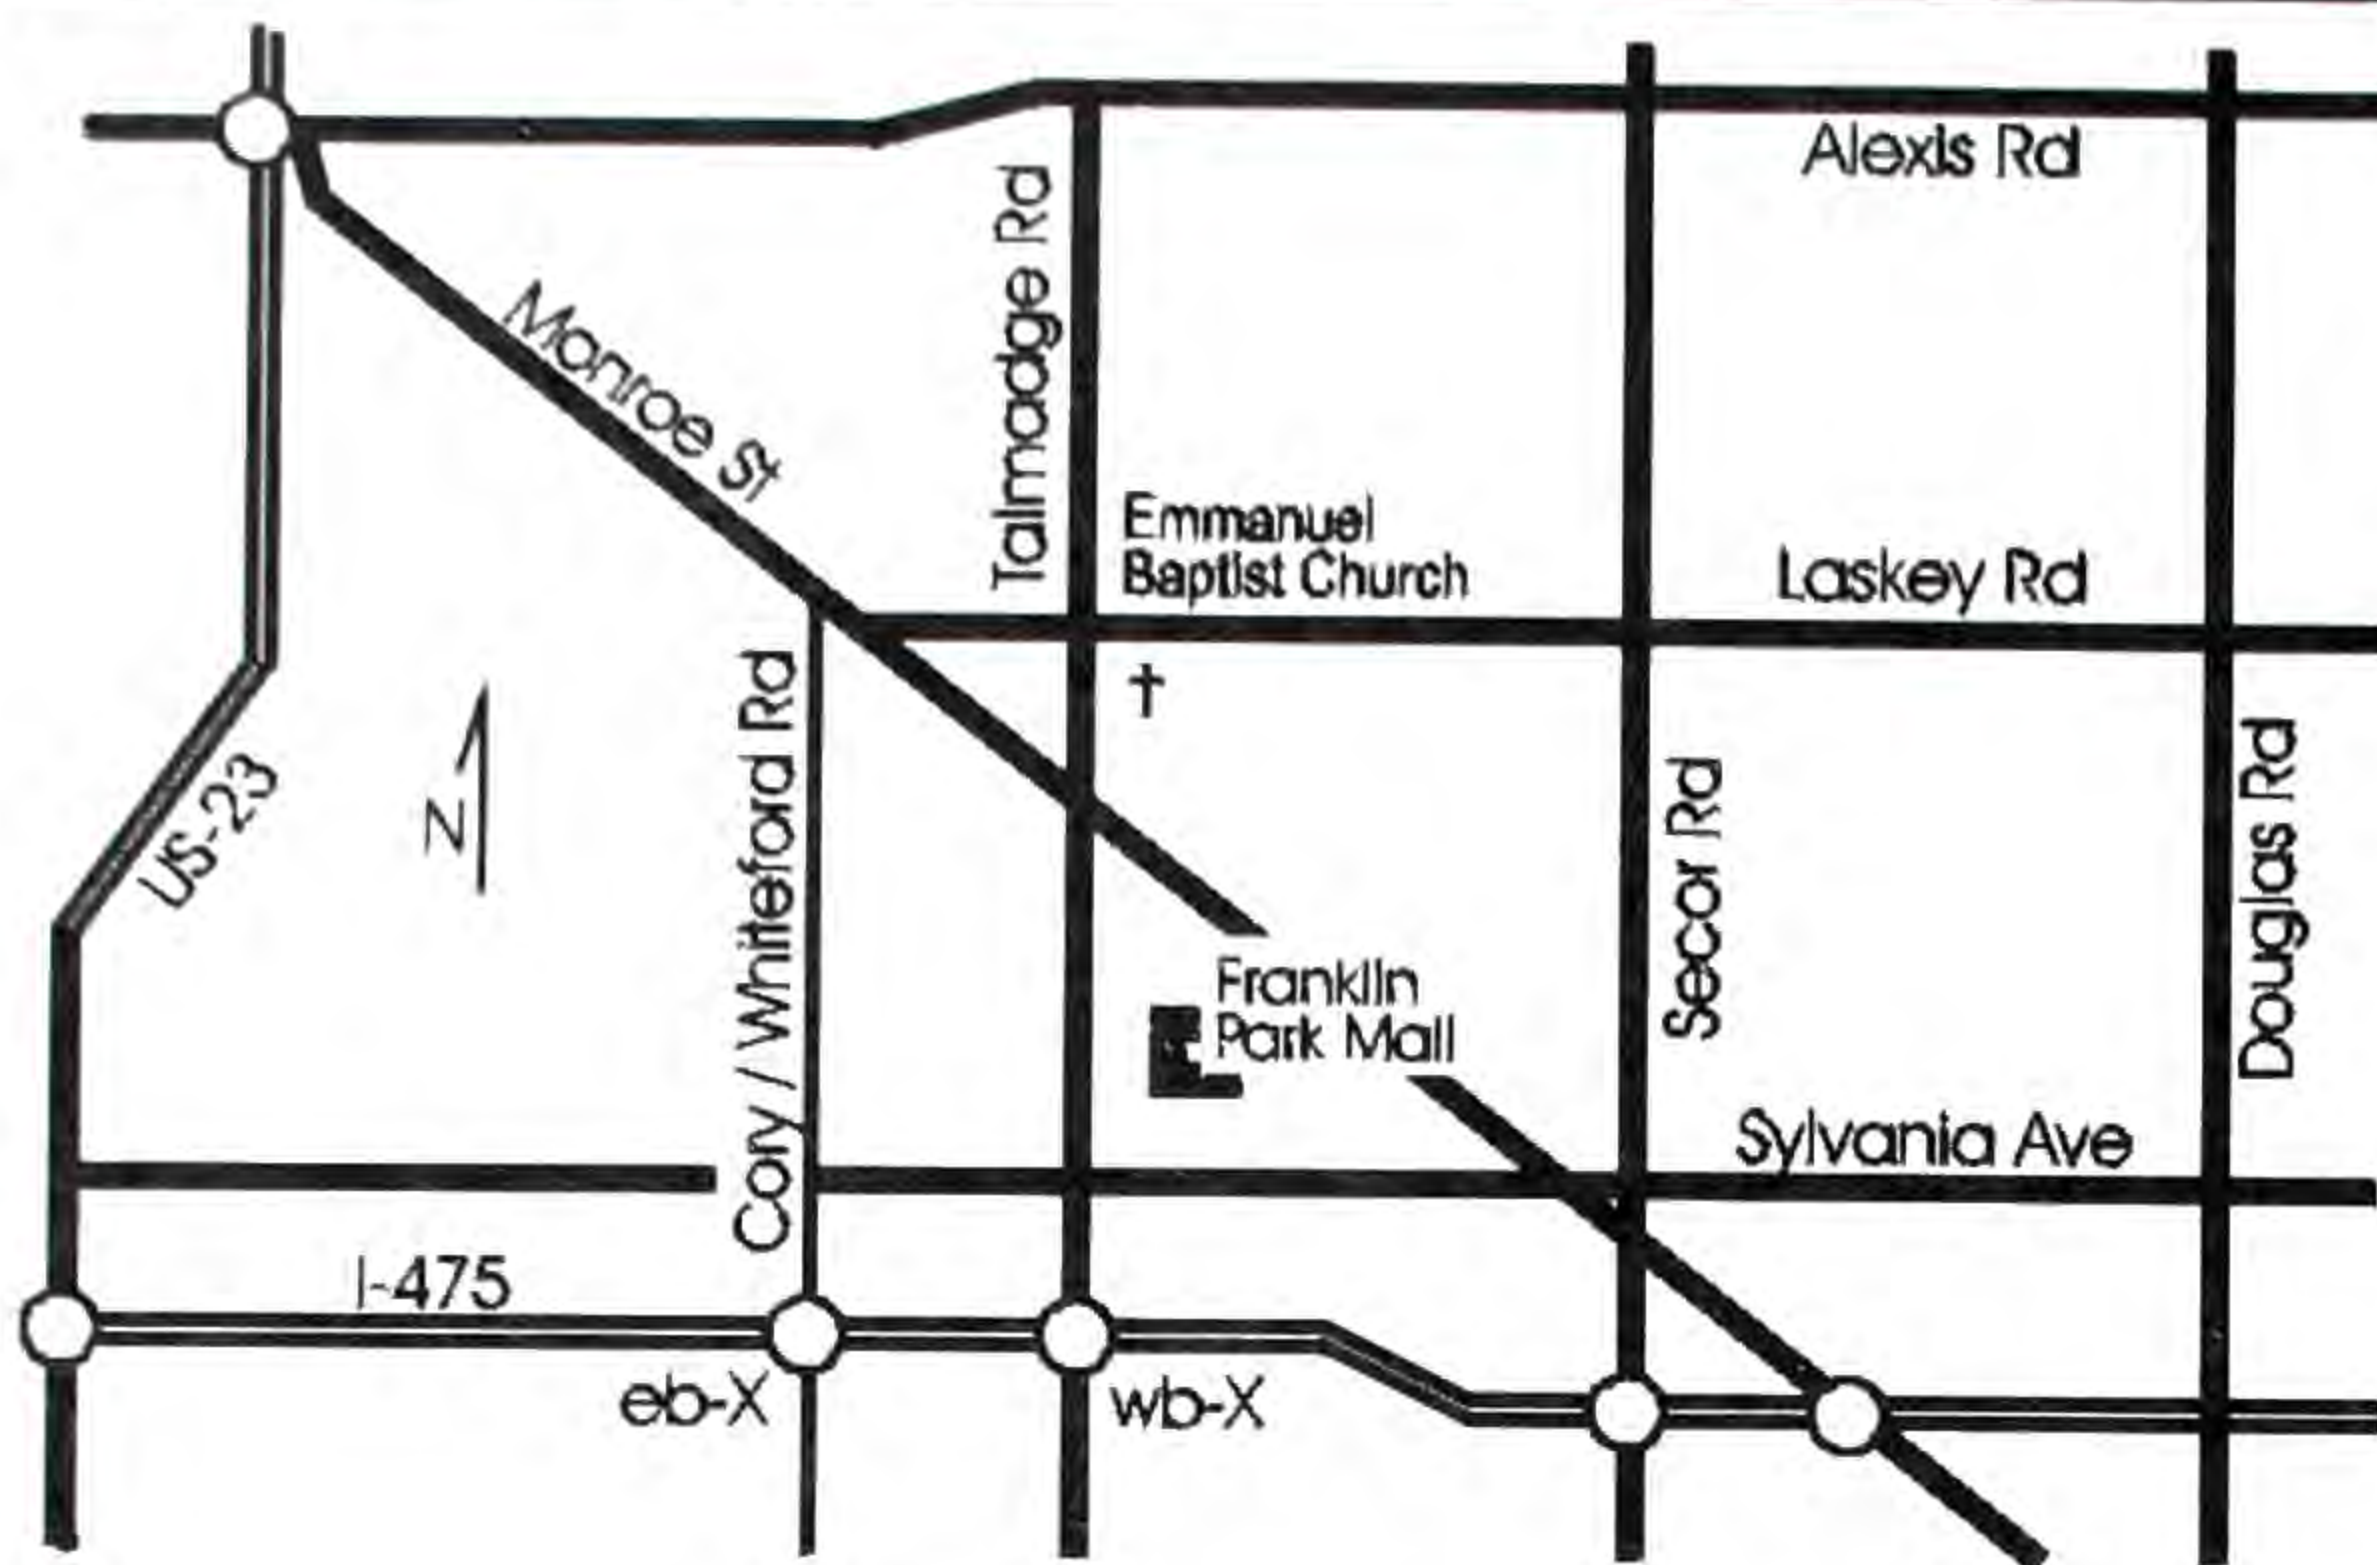 Alexis Rd
Talmadge Rd
Monroe St
Emmanuel
Baptist Church
Laskey Rd
Cory / Whiteford Rd
US-23
N
Secor Rd
Douglas Rd
Franklin
Park Mall
Sylvania Ave
I-475
eb-X
wb-X